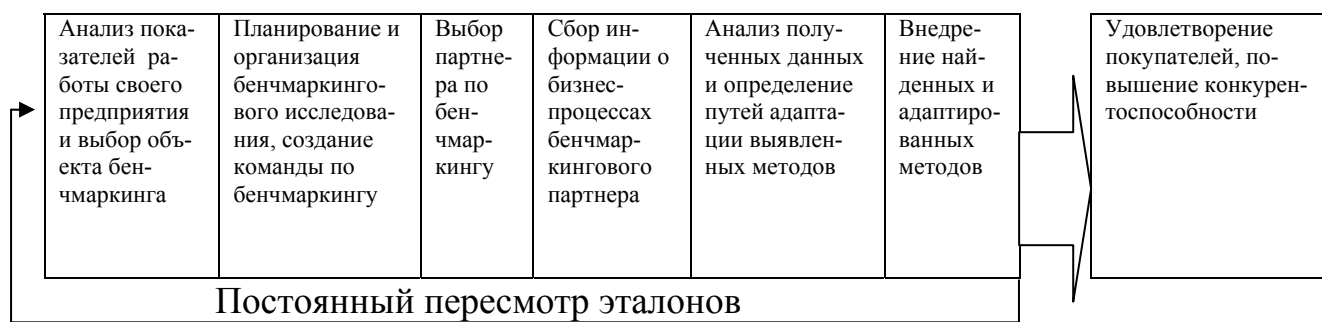 Анализ пока-
зателей ра-
боты своего
предприятия
и выбор объ-
екта бен-
чмаркинга
Планирование и
организация
бенчмаркинго-
вого исследова-
ния, создание
команды по
бенчмаркингу
Выбор
партне-
ра по
бен-
чмар-
кингу
Сбор ин-
формации о
бизнес-
процессах
бенчмар-
кингового
партнера
Анализ полу-
ченных данных
и определение
путей адапта-
ции выявлен-
ных методов
Внедре-
ние най-
денных и
адаптиро-
ванных
методов
Удовлетворение
покупателей, по-
вышение конкурен-
тоспособности
Постоянный пересмотр эталонов